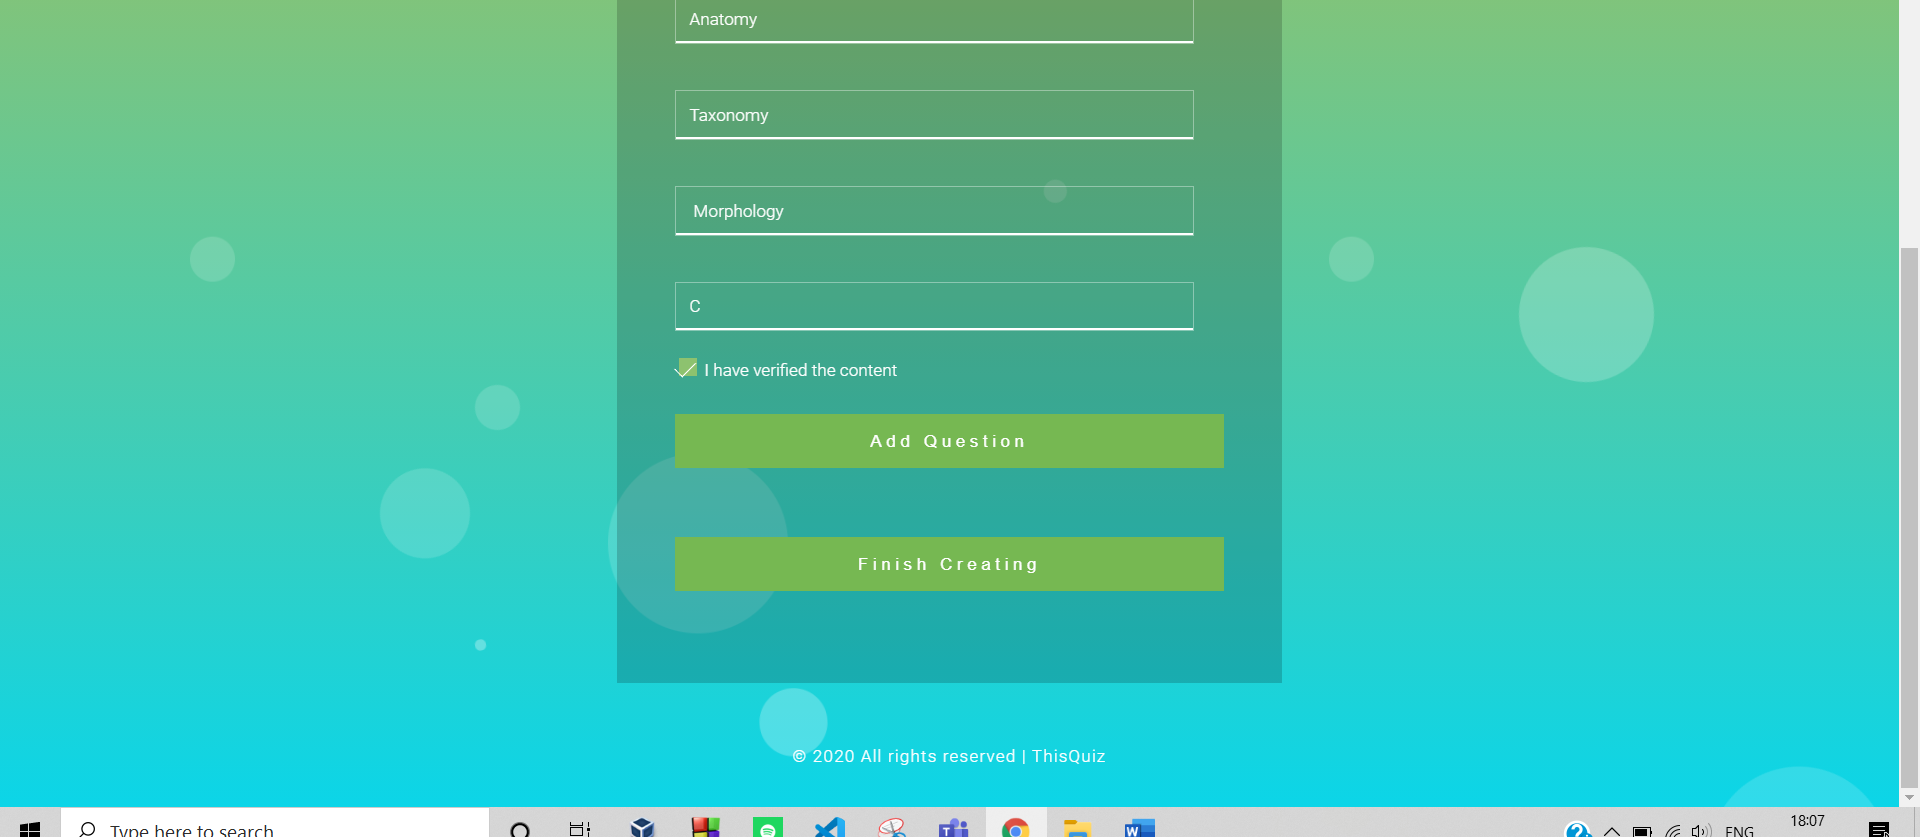 Anatomy
Taxonomy
Morphology
C
I have verified the content
Add Question
Finish Creating
© 2020 All rights reserved | ThisQuiz
Type here to search
ENG
18:07